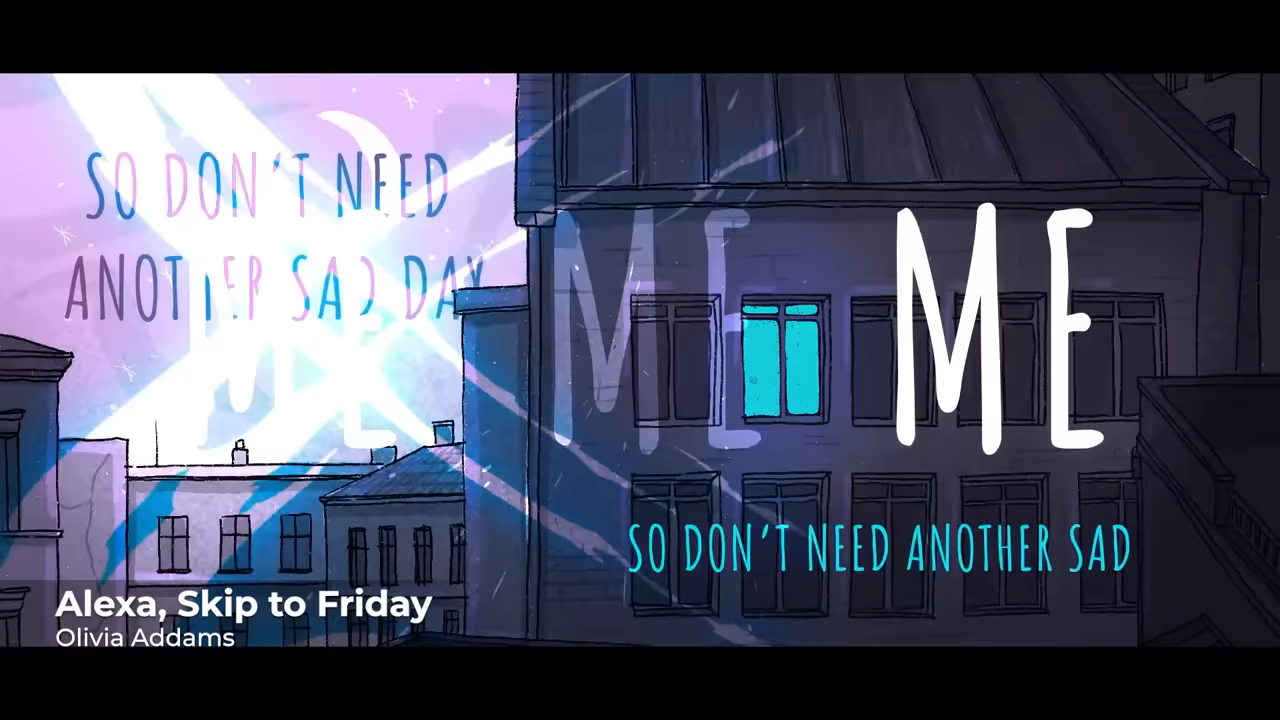 SO DON'T NEED
ANOTHER SAD DAY
ME
ME
ME
SO DON'T NEED ANOTHER SAD
Alexa, Skip to Friday
Olivia Addams